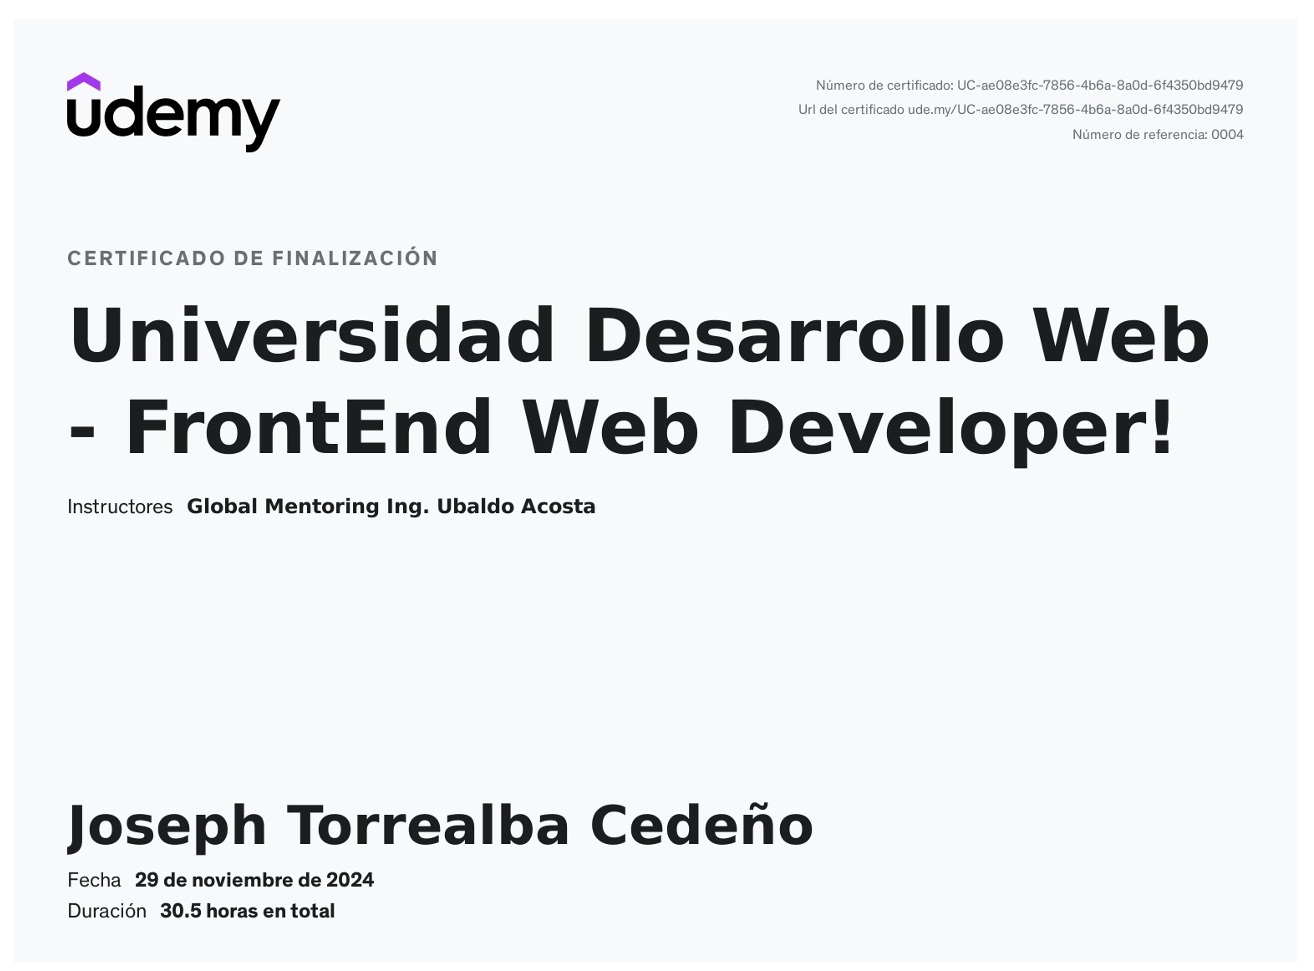 udemy
Número de certificado: UC-ae08e3fc-7856-4b6a-8a0d-6f4350bd9479
Url del certificado ude.my/UC-ae08e3fc-7856-4b6a-8a0d-6f4350bd9479
Número de referencia: 0004
CERTIFICADO DE FINALIZACIÓN
Universidad Desarrollo Web
- FrontEnd Web Developer!
Instructores Global Mentoring Ing. Ubaldo Acosta
Joseph Torrealba Cedeño
Fecha 29 de noviembre de 2024
Duración 30.5 horas en total